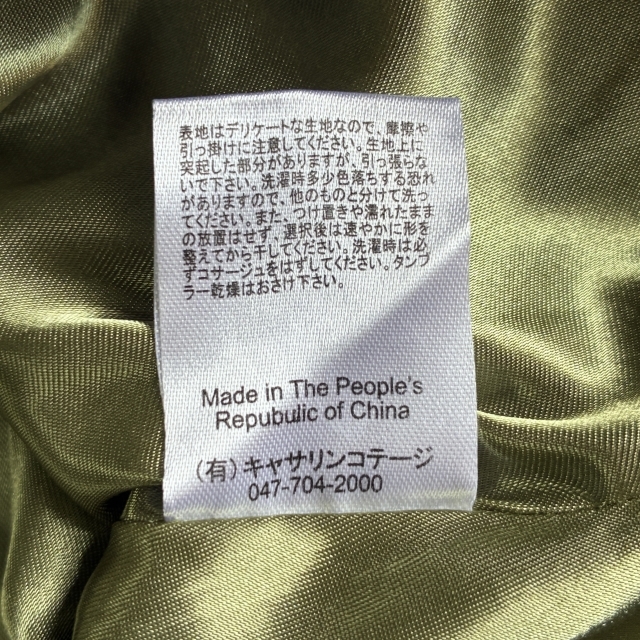 表地はデリケートな生地なので、摩擦や
引っ掛けに注意してください。生地上に
突起した部分がありますが、引っ張らな
いで下さい。洗濯時多少色落ちする恐れ
がありますので、他のものと分けて洗っ
てください。また、つけ置きや濡れたまま
の放置はせず、選択後は速やかに形を
整えてから干してください。洗濯時は必
ずコサージュをはずしてください。タンブ
ラー乾燥はおさけ下さい。
Made in The People's
Repubulic of China
(有)キャサリンコテージ
047-704-2000